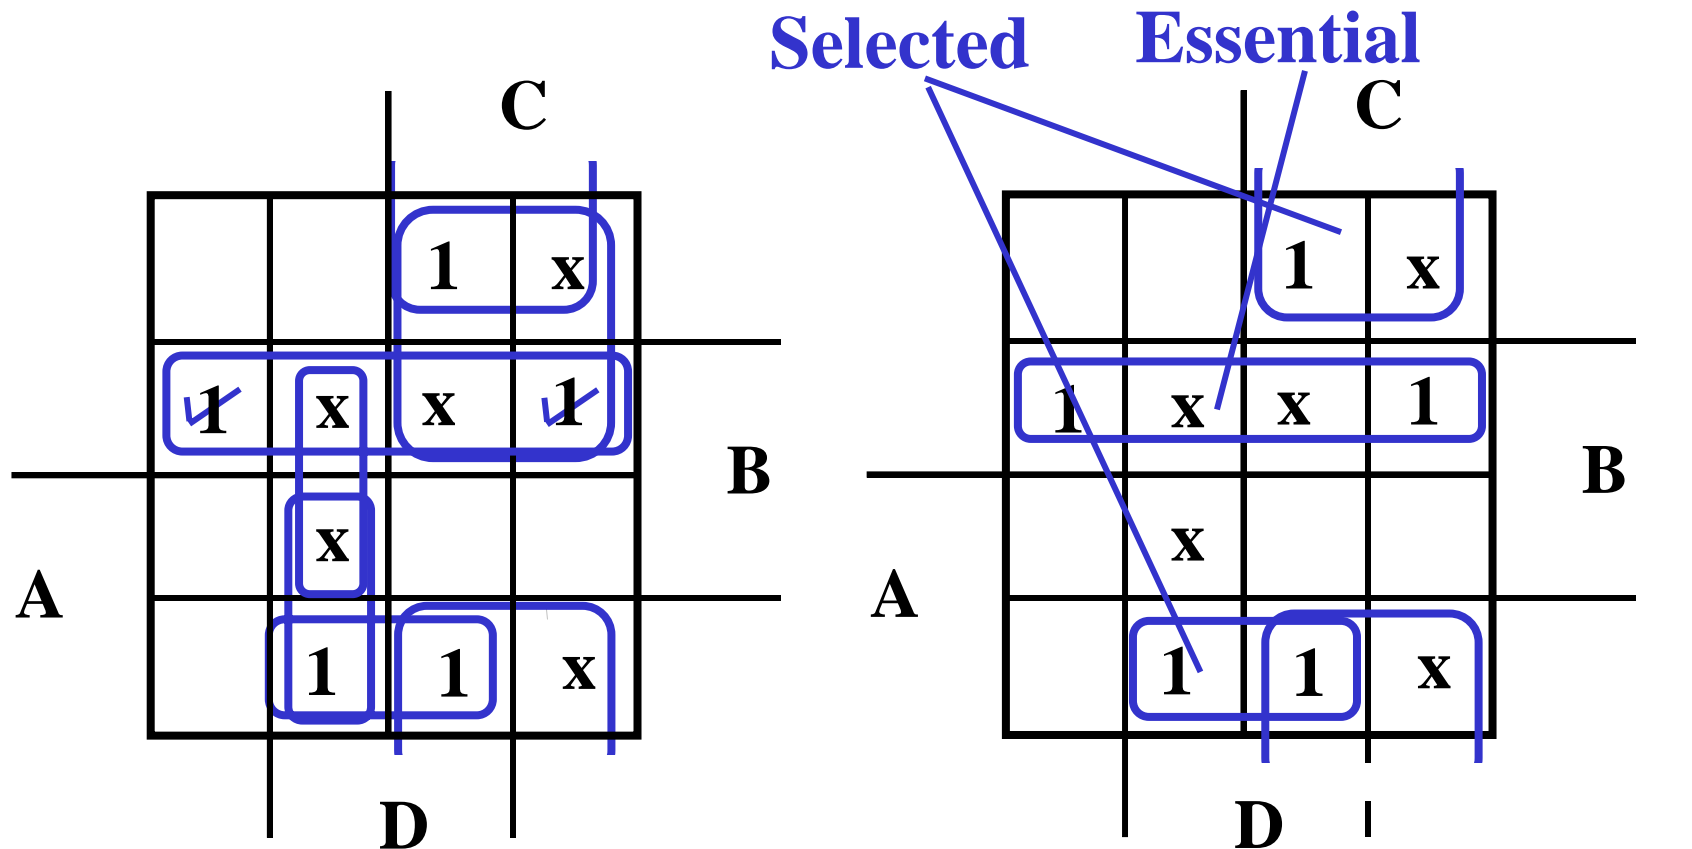 Selected Essential
C C
1 x 1 x
1 x x 1 1 x x 1
B B
x x
A A
1 1 x 1 1 x
D D